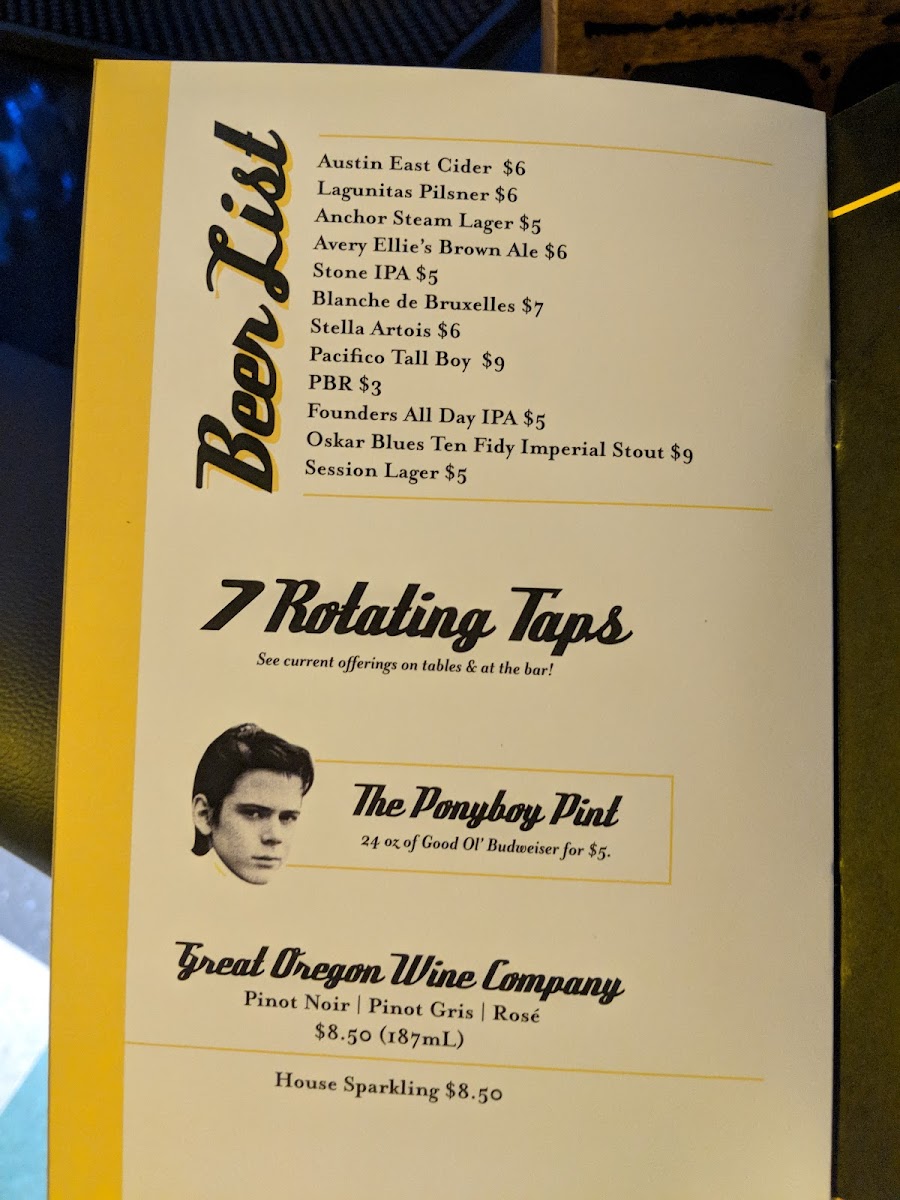 Beer List
Austin East Cider $6
Lagunitas Pilsner $6
Anchor Steam Lager $5
Avery Ellie's Brown Ale $6
Stone IPA $5
Blanche de Bruxelles $7
Stella Artois $6
Pacifico Tall Boy $9
PBR $3
Founders All Day IPA $5
Oskar Blues Ten Fidy Imperial Stout $9
Session Lager $5
7 Rotating Taps
See current offerings on tables & at the bar!
The Ponyboy Pint
24 oz of Good Ol' Budweiser for $5.
Great Oregon Wine Company
Pinot Noir | Pinot Gris | Rosé
$8.50 (187mL)
House Sparkling $8.50